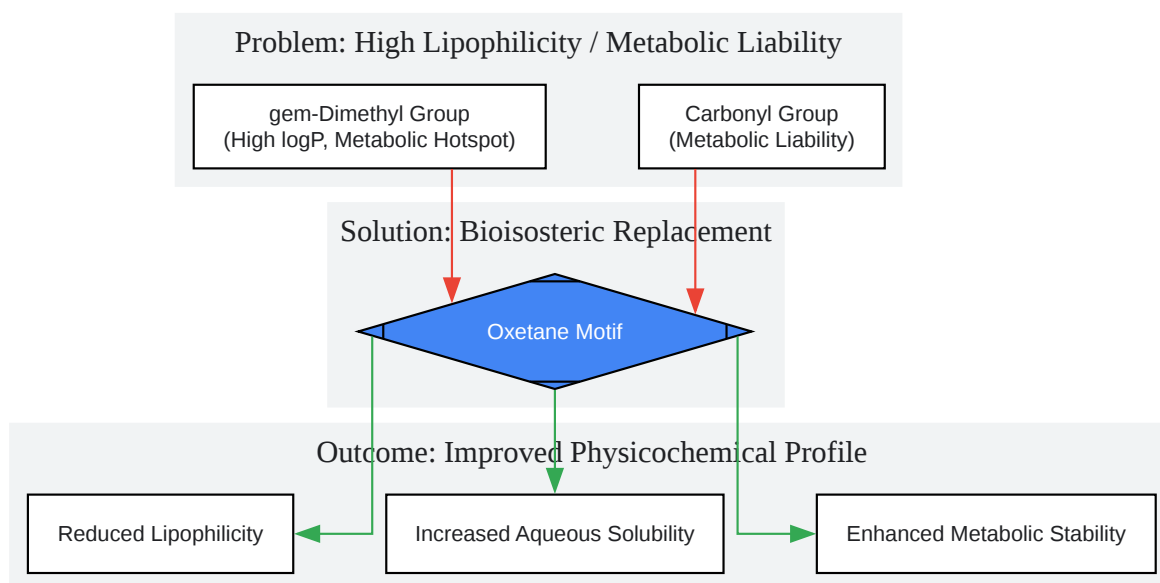 Problem: High Lipophilicity / Metabolic Liability
gem-Dimethyl Group
(High logP, Metabolic Hotspot)
Carbonyl Group
(Metabolic Liability)
Solution: Bioisosteric Replacement
Oxetane Motif
Outcome: Improved Physicochemical Profile
Reduced Lipophilicity
Increased Aqueous Solubility
Enhanced Metabolic Stability